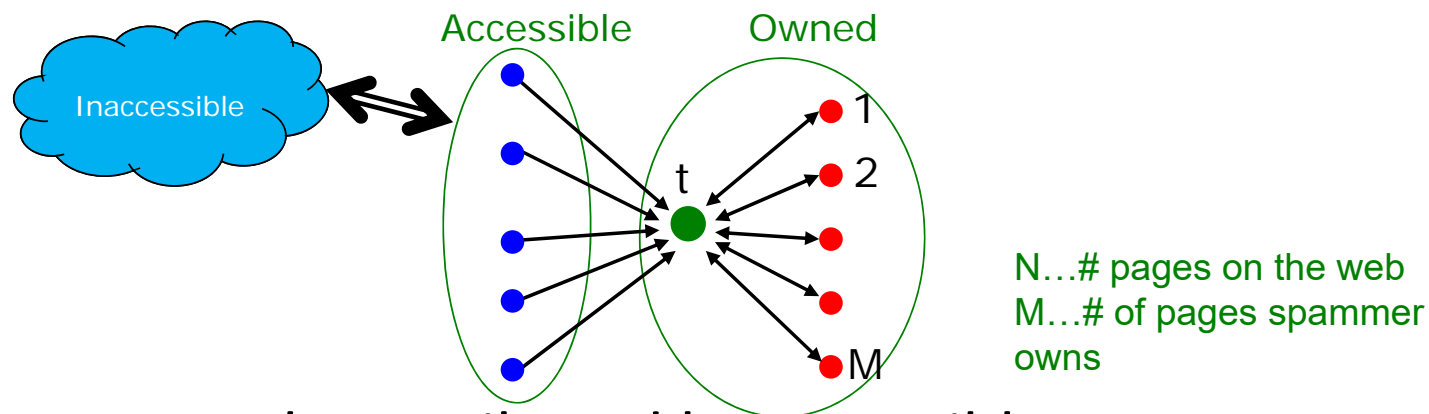 Accessible
Owned
Inaccessible
1
t
2
N...# pages on the web
M...# of pages spammer
owns
M